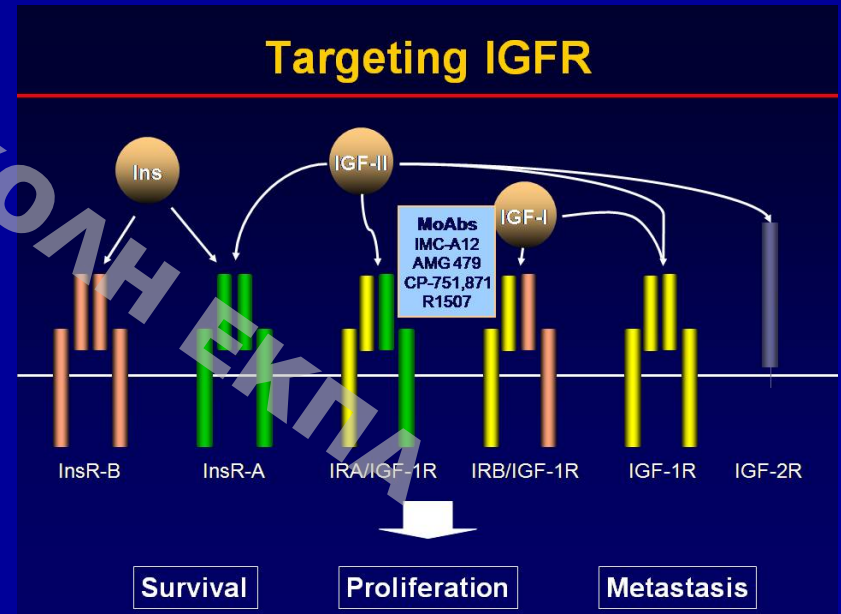 Targeting IGFR
Ins
IGF-II
IGF-I
MoAbs
IMC-A12
AMG 479
CP-751,871
R1507
ΟΛΗ ΕΚΠΑ
InsR-B
InsR-A
IRA/IGF-1R
IRB/IGF-1R
IGF-1R
IGF-2R
Survival
Proliferation
Metastasis